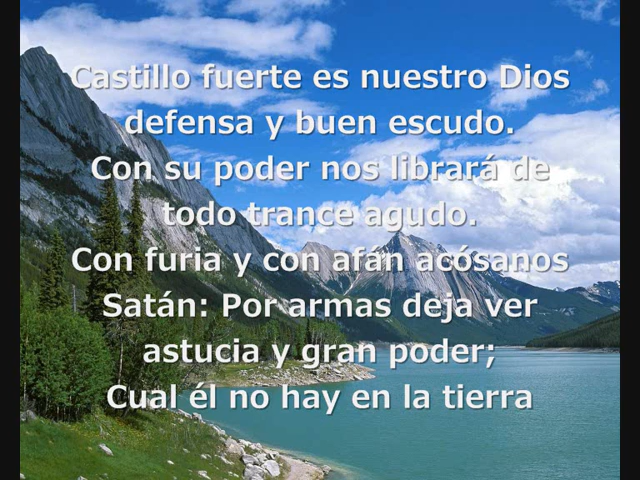 Castillo fuerte es nuestro Dios
defensa y buen escudo.
Con su poder nos librará de
todo trance agudo.
Con furia y con afán acósanos
Satán: Por armas deja ver
astucia y gran poder;
Cual él no hay en la tierra